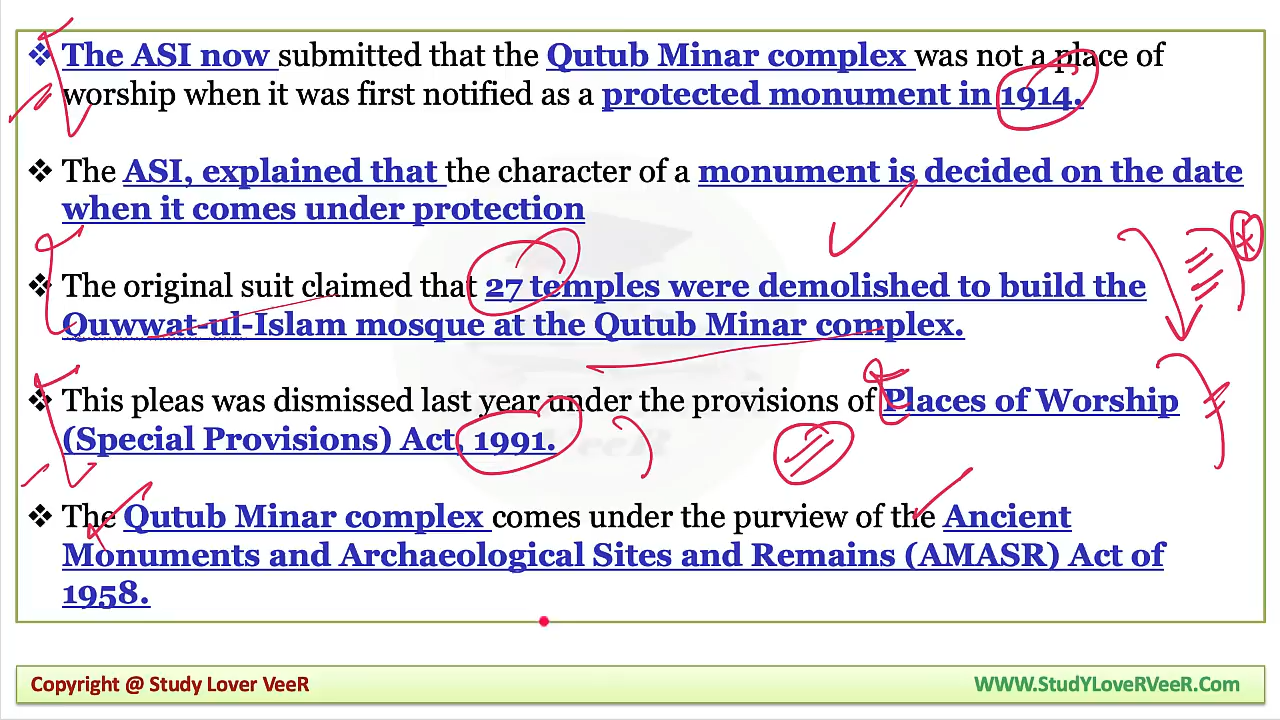 ❖ The ASI now submitted that the Qutub Minar complex was not a place of
worship when it was first notified as a protected monument in 1914.
❖ The ASI, explained that the character of a monument is decided on the date
when it comes under protection
❖ The original suit claimed that 27 temples were demolished to build the
Quwwat-ul-Islam mosque at the Qutub Minar complex.
❖ This pleas was dismissed last year under the provisions of Places of Worship
(Special Provisions) Act, 1991.
❖ The Qutub Minar complex comes under the purview of the Ancient
Monuments and Archaeological Sites and Remains (AMASR) Act of
1958.
Copyright @ Study Lover VeeR
WWW.StudYLoveRVeeR.Com